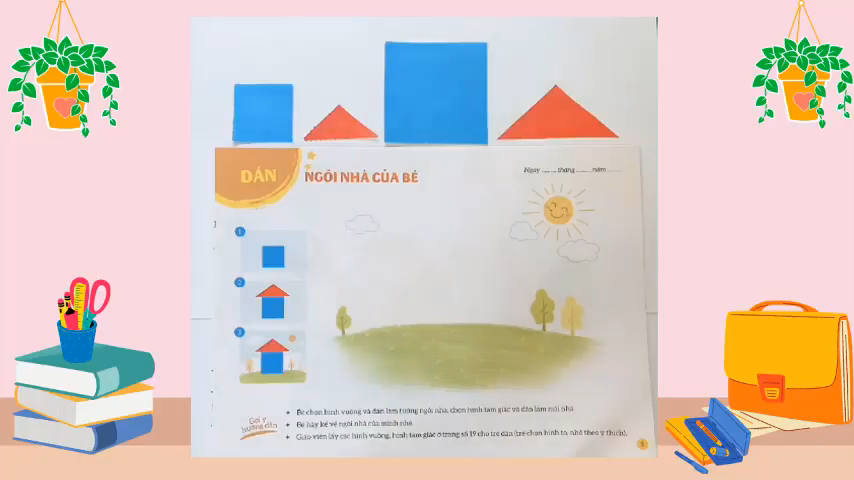 DÁN
NGÔI NHÀ CỦA BÉ
Ngày ...... tháng ...... năm ......
1
2
3
Gợi ý
hướng dẫn
Bé chọn hình vuông và dán làm tường ngôi nhà, chọn hình tam giác và dán làm mái nhà
Bé hãy kể về ngôi nhà của mình nhé
Giáo viên lấy các hình vuông, hình tam giác ở trang số 19 cho trẻ dán (trẻ chọn hình to, nhỏ theo ý thích).